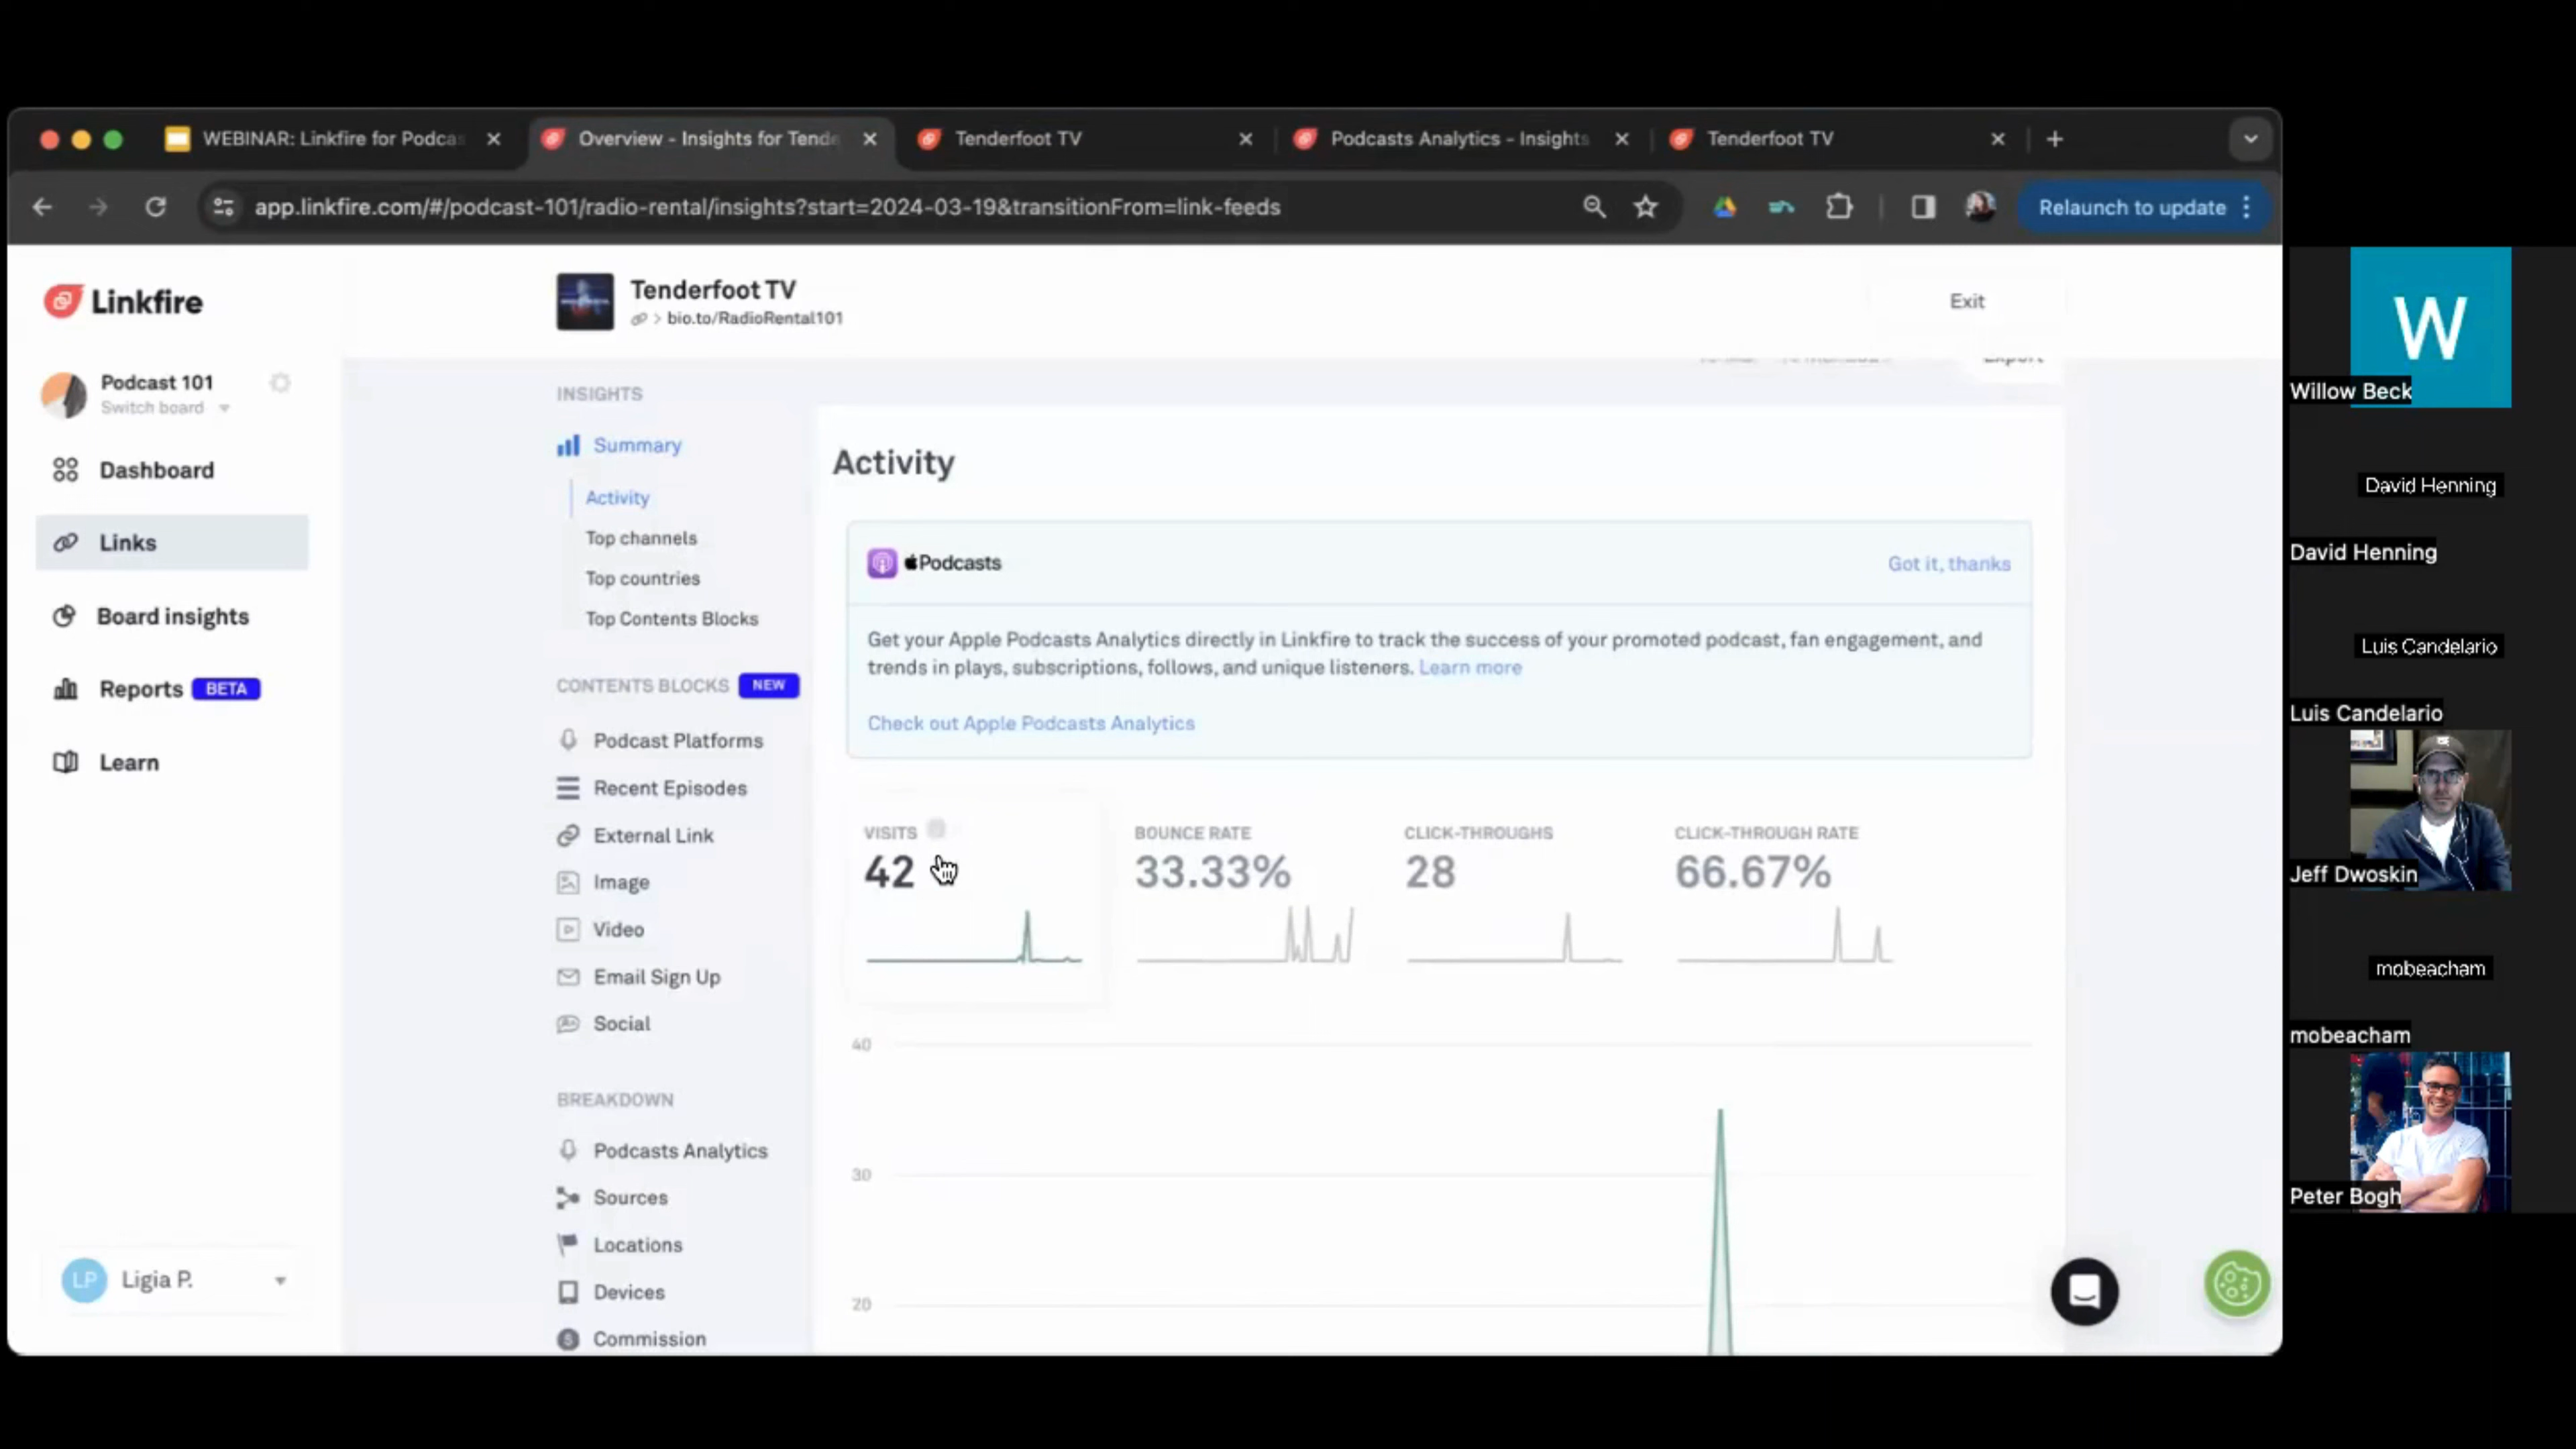 WEBINAR: Linkfire for Podcas
Overview - Insights for Tende
Tenderfoot TV
Podcasts Analytics - Insights
Tenderfoot TV
app.linkfire.com/#/podcast-101/radio-rental/insights?start=2024-03-19&transitionFrom=link-feeds
Relaunch to update
Linkfire
Podcast 101
Switch board
Dashboard
Links
Board insights
Reports BETA
Learn
LP Ligia P.
Tenderfoot TV
> bio.to/RadioRental101
Exit
Export
INSIGHTS
Summary
Activity
Top channels
Top countries
Top Contents Blocks
CONTENTS BLOCKS NEW
Podcast Platforms
Recent Episodes
External Link
Image
Video
Email Sign Up
Social
BREAKDOWN
Podcasts Analytics
Sources
Locations
Devices
Commission
Activity
Podcasts
Got it, thanks
Get your Apple Podcasts Analytics directly in Linkfire to track the success of your promoted podcast, fan engagement, and
trends in plays, subscriptions, follows, and unique listeners. Learn more
Check out Apple Podcasts Analytics
VISITS
42
BOUNCE RATE
33.33%
CLICK-THROUGHS
28
CLICK-THROUGH RATE
66.67%
40
30
20
W
Willow Beck
David Henning
David Henning
Luis Candelario
Luis Candelario
Jeff Dwoskin
mobeacham
mobeacham
Peter Bogh